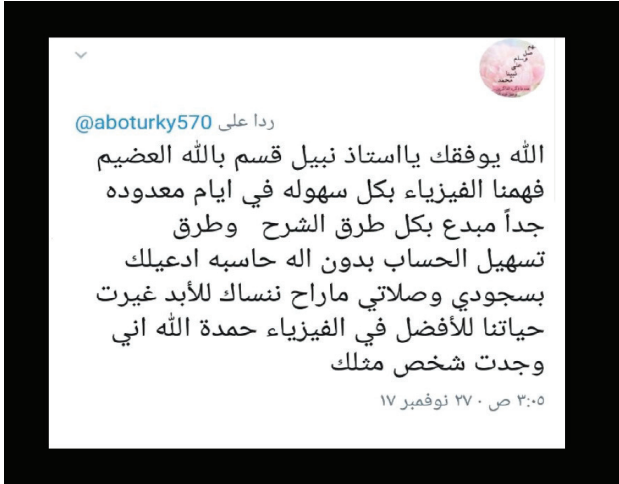 ردا على @aboturky570
الله يوفقك يااستاذ نبيل قسم بالله العضيم
فهمنا الفيزياء بكل سهوله في ايام معدوده
جداً مبدع بكل طرق الشرح وطرق
تسهيل الحساب بدون اله حاسبه ادعيلك
بسجودي وصلاتي ماراح ننساك للأبد غيرت
حياتنا للأفضل في الفيزياء حمدة الله اني
وجدت شخص مثلك
٣:٠٥ ص · ٢٧ نوفمبر ١٧